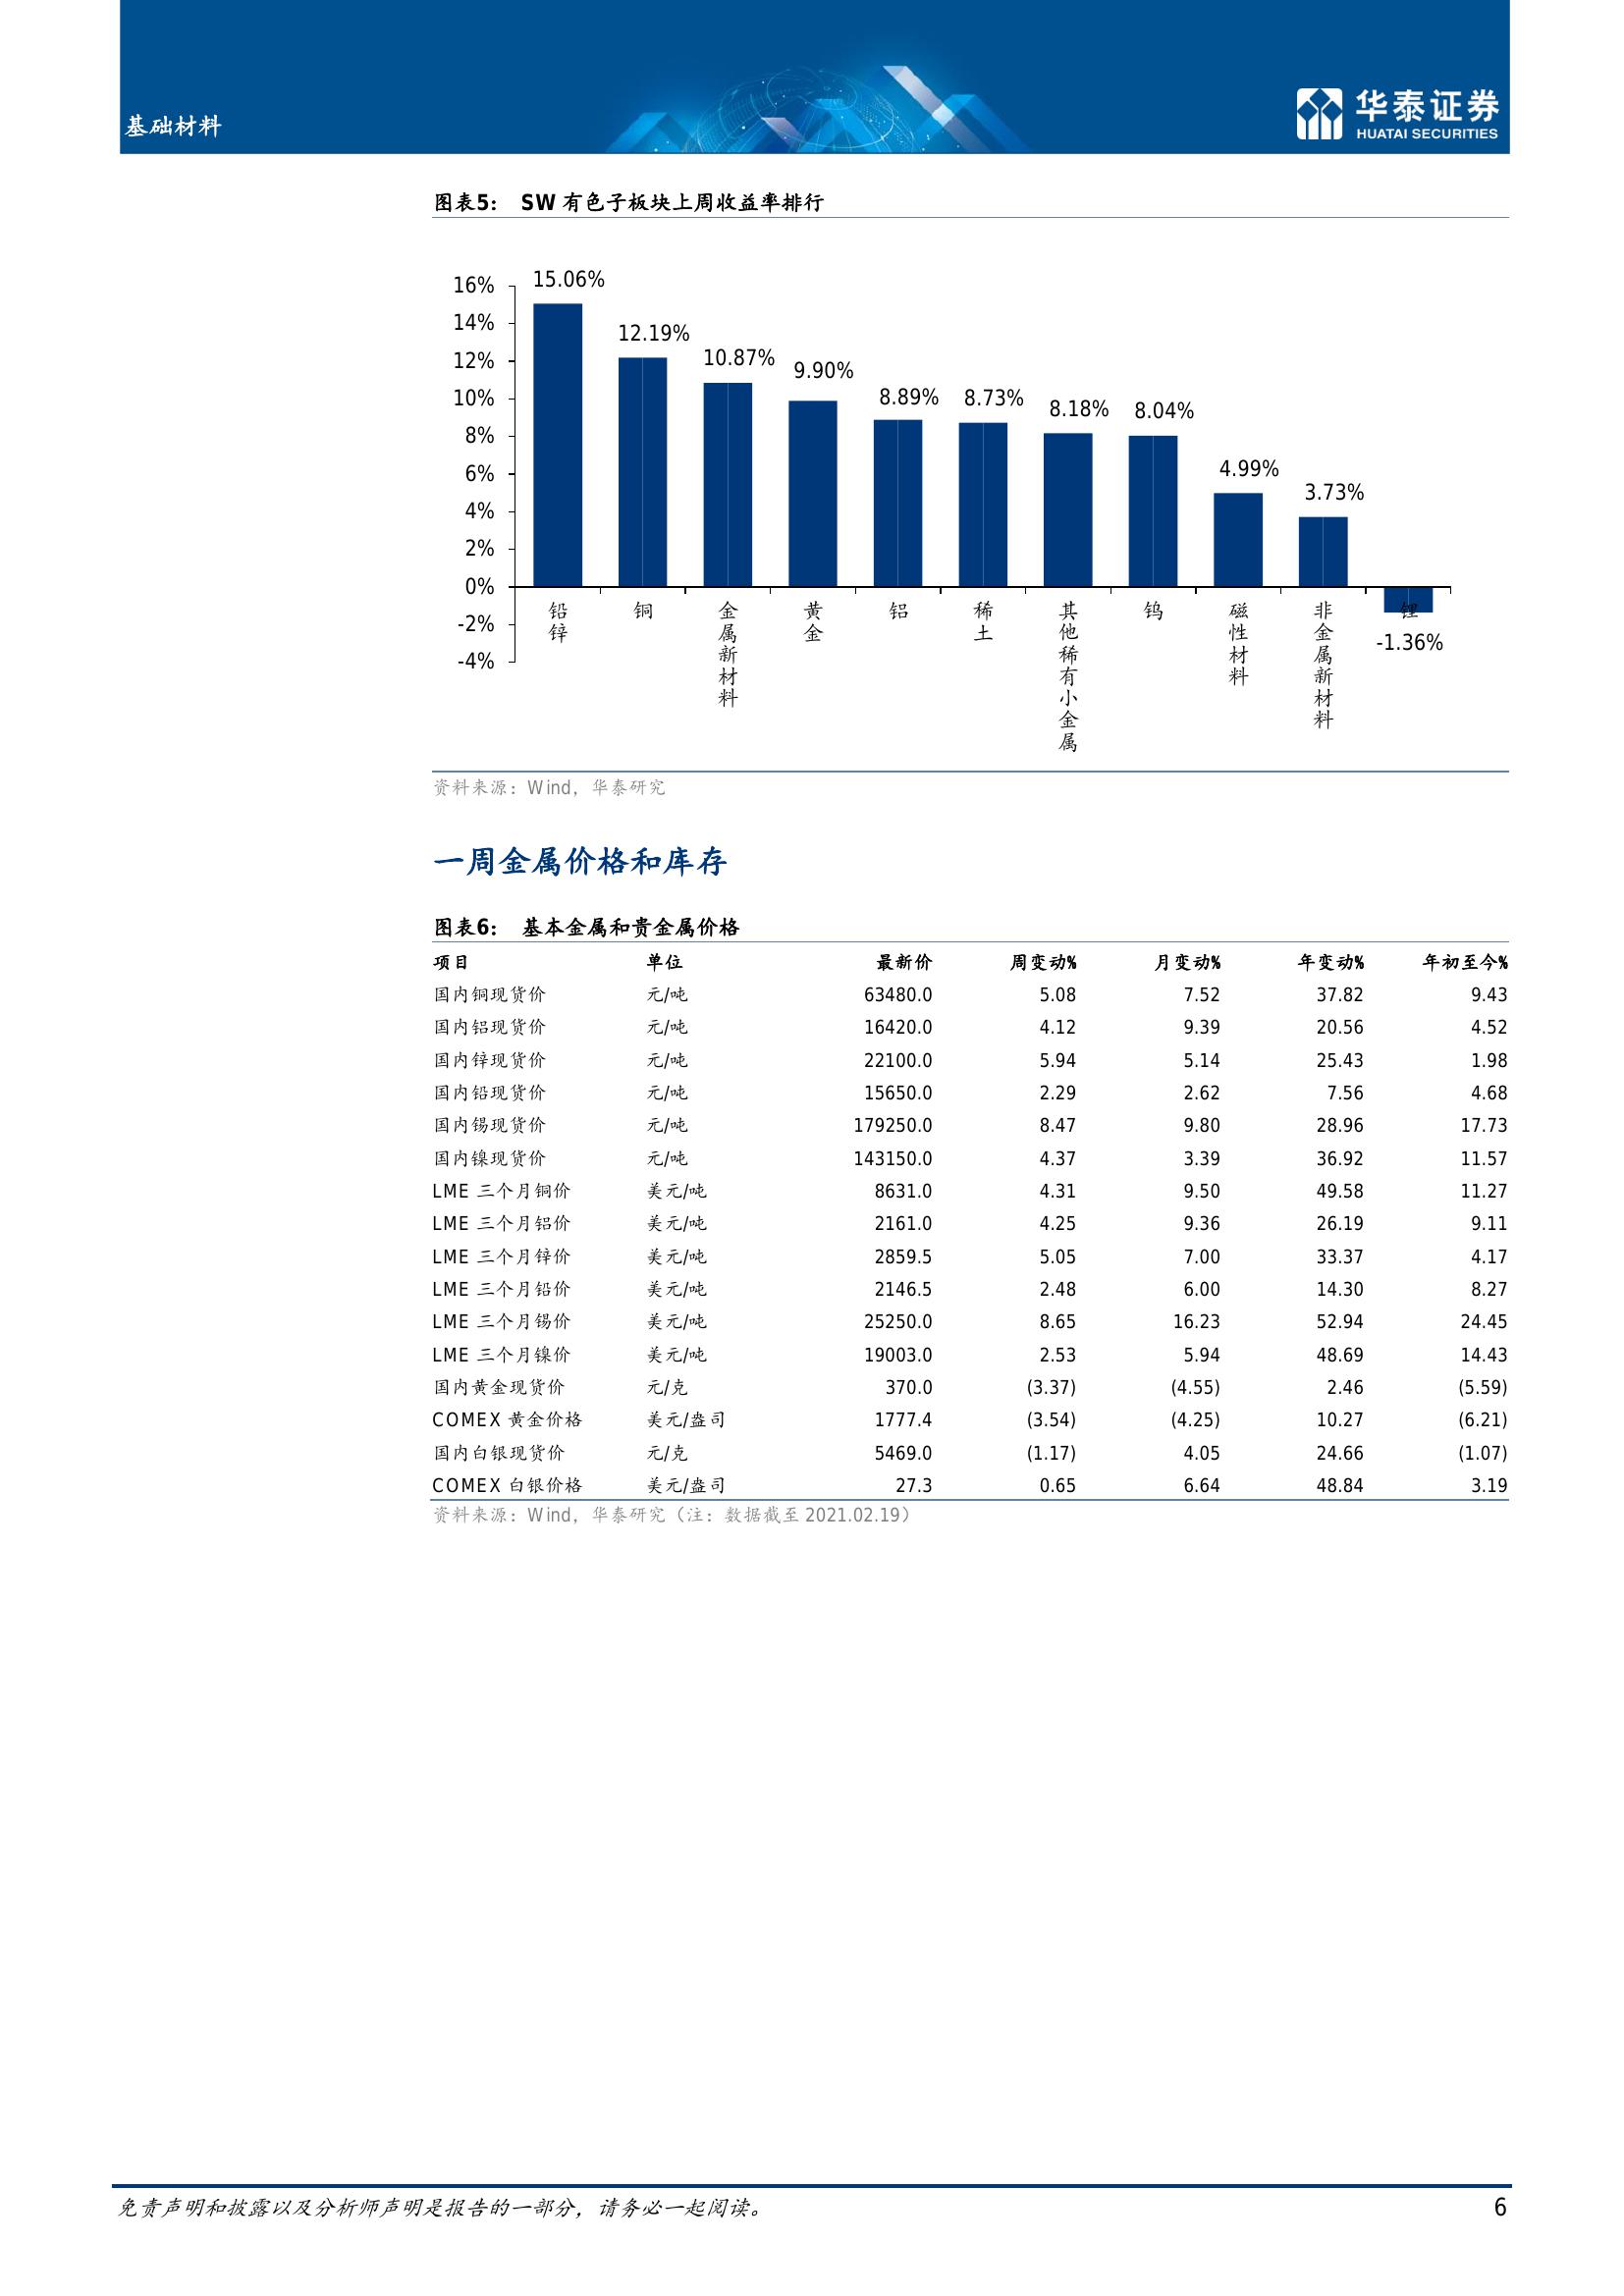 基础材料
华泰证券
HUATAI SECURITIES
图表5： SW 有色子板块上周收益率排行
16%
14%
12%
10%
8%
6%
4%
2%
0%
-2%
-4%
15.06%
12.19%
10.87%
9.90%
8.89%
8.73%
8.18%
8.04%
4.99%
3.73%
-1.36%
铅锌
铜
金属新材料
黄金
铝
稀土
其他稀有小金属
钨
磁性材料
非金属新材料
锂
资料来源：Wind，华泰研究
一周金属价格和库存
图表6： 基本金属和贵金属价格
项目 单位 最新价 周变动% 月变动% 年变动% 年初至今%
国内铜现货价 元/吨 63480.0 5.08 7.52 37.82 9.43
国内铝现货价 元/吨 16420.0 4.12 9.39 20.56 4.52
国内锌现货价 元/吨 22100.0 5.94 5.14 25.43 1.98
国内铅现货价 元/吨 15650.0 2.29 2.62 7.56 4.68
国内锡现货价 元/吨 179250.0 8.47 9.80 28.96 17.73
国内镍现货价 元/吨 143150.0 4.37 3.39 36.92 11.57
LME 三个月铜价 美元/吨 8631.0 4.31 9.50 49.58 11.27
LME 三个月铝价 美元/吨 2161.0 4.25 9.36 26.19 9.11
LME 三个月锌价 美元/吨 2859.5 5.05 7.00 33.37 4.17
LME 三个月铅价 美元/吨 2146.5 2.48 6.00 14.30 8.27
LME 三个月锡价 美元/吨 25250.0 8.65 16.23 52.94 24.45
LME 三个月镍价 美元/吨 19003.0 2.53 5.94 48.69 14.43
国内黄金现货价 元/克 370.0 (3.37) (4.55) 2.46 (5.59)
COMEX 黄金价格 美元/盎司 1777.4 (3.54) (4.25) 10.27 (6.21)
国内白银现货价 元/克 5469.0 (1.17) 4.05 24.66 (1.07)
COMEX 白银价格 美元/盎司 27.3 0.65 6.64 48.84 3.19
资料来源：Wind，华泰研究（注：数据截至 2021.02.19）
免责声明和披露以及分析师声明是报告的一部分，请务必一起阅读。
6